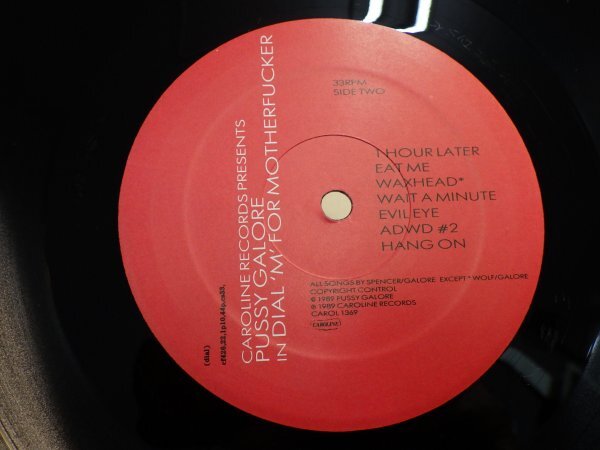 CAROLINE RECORDS PRESENTS
PUSSY GALORE
IN DIAL 'M' FOR MOTHERFUCKER
33RPM
SIDE TWO
1 HOUR LATER
EAT ME
WAXHEAD*
WAIT A MINUTE
EVIL EYE
ADWD #2
HANG ON
ALL SONGS BY SPENCER/GALORE EXCEPT * WOLF/GALORE
COPYRIGHT CONTROL
℗ 1989 PUSSY GALORE
© 1989 CAROLINE RECORDS
CAROL 1369
CAROLINE
(dial)